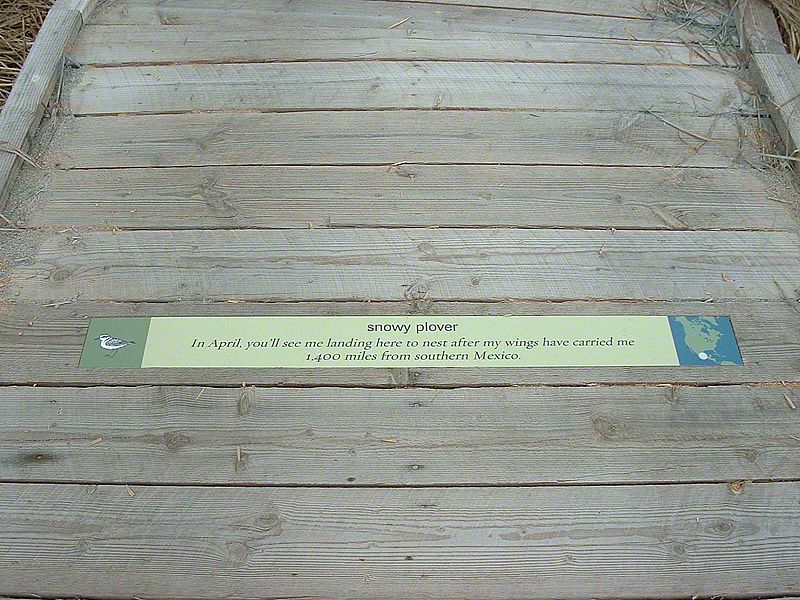 snowy plover
In April, you'll see me landing here to nest after my wings have carried me
1,400 miles from southern Mexico.